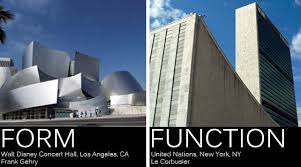 FORM
Walt Disney Concert Hall, Los Angeles, CA
Frank Gehry
FUNCTION
United Nations, New York, NY
Le Corbusier